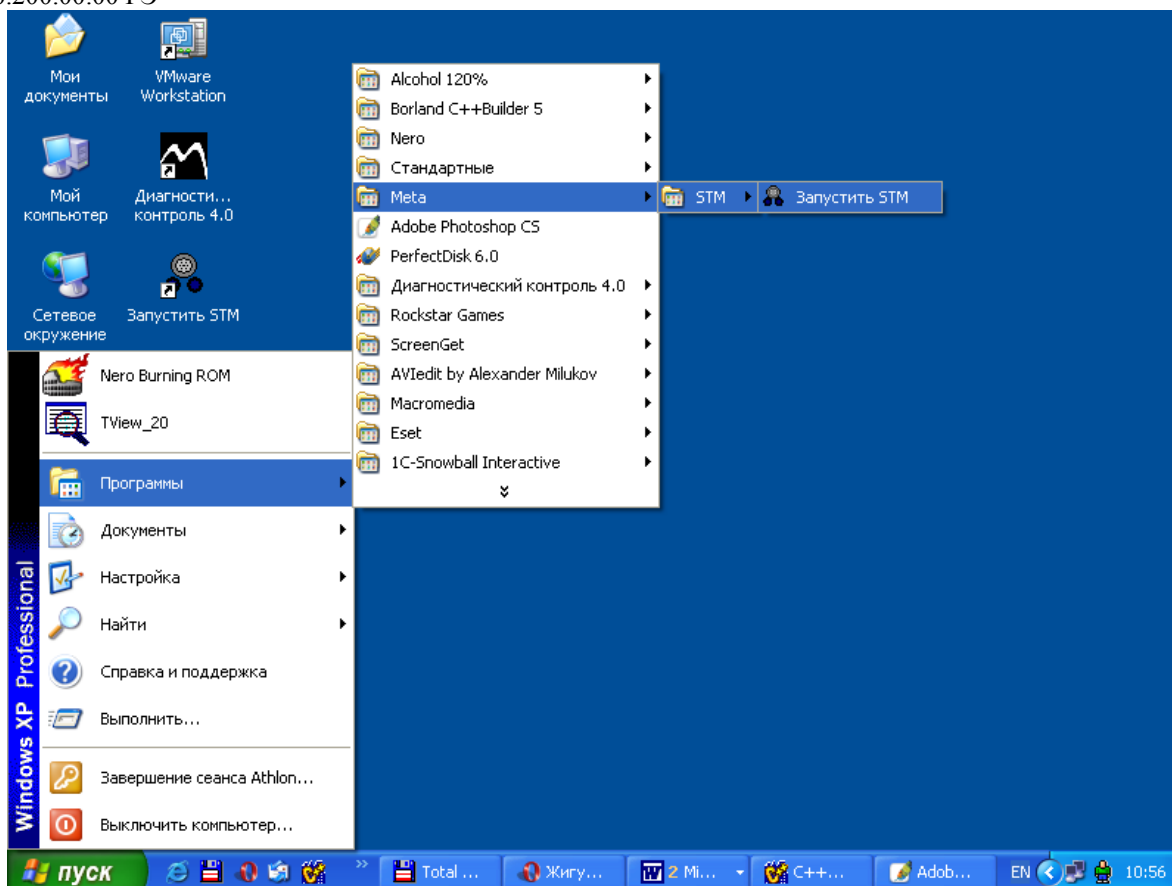 Мои
документы
VMware
Workstation
Мой
компьютер
Диагности...
контроль 4.0
Сетевое
окружение
Запустить STM
Alcohol 120%
Borland C++Builder 5
Nero
Стандартные
Meta
Adobe Photoshop CS
PerfectDisk 6.0
Диагностический контроль 4.0
Rockstar Games
ScreenGet
AVIedit by Alexander Milukov
Macromedia
Eset
1C-Snowball Interactive
STM
Запустить STM
Nero Burning ROM
TView_20
Программы
Документы
Настройка
Найти
Справка и поддержка
Выполнить...
Завершение сеанса Athlon...
Выключить компьютер...
Windows XP Professional
пуск
Total ...
Жигу...
2 Mi...
C++...
Adob...
EN
10:56